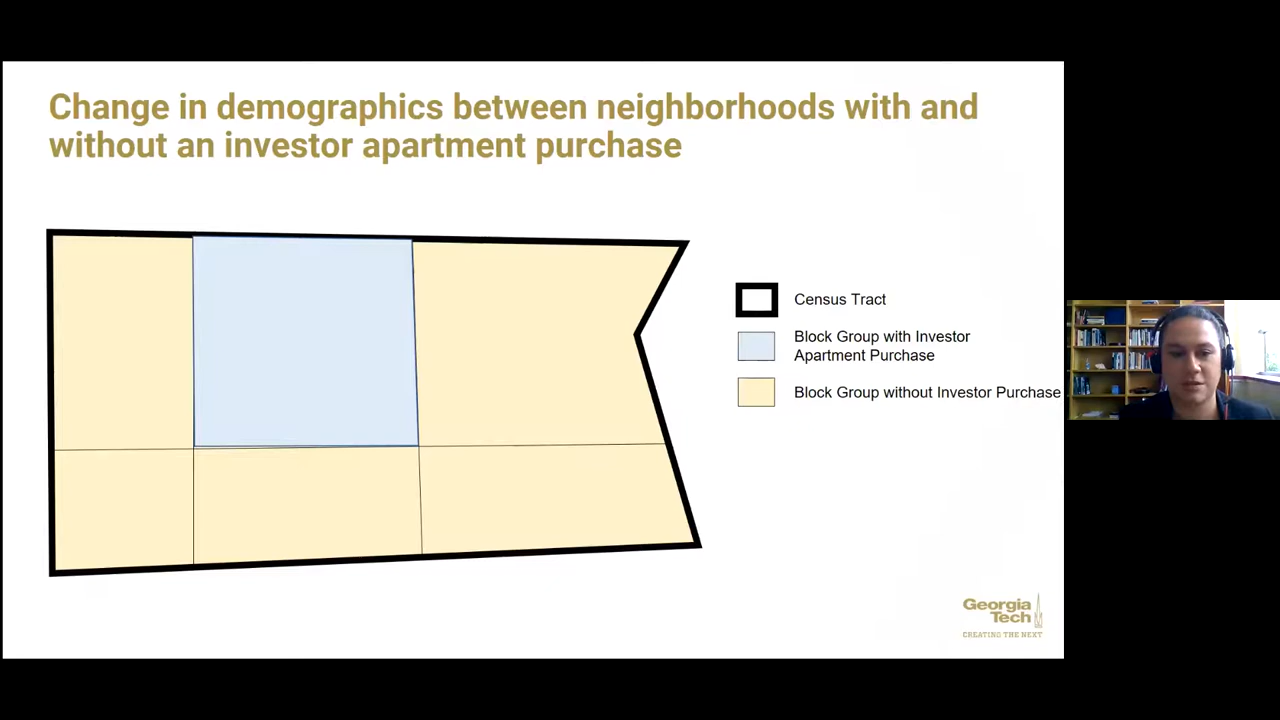 Change in demographics between neighborhoods with and
without an investor apartment purchase
Census Tract
Block Group with Investor
Apartment Purchase
Block Group without Investor Purchase
Georgia
Tech
CREATING THE NEXT